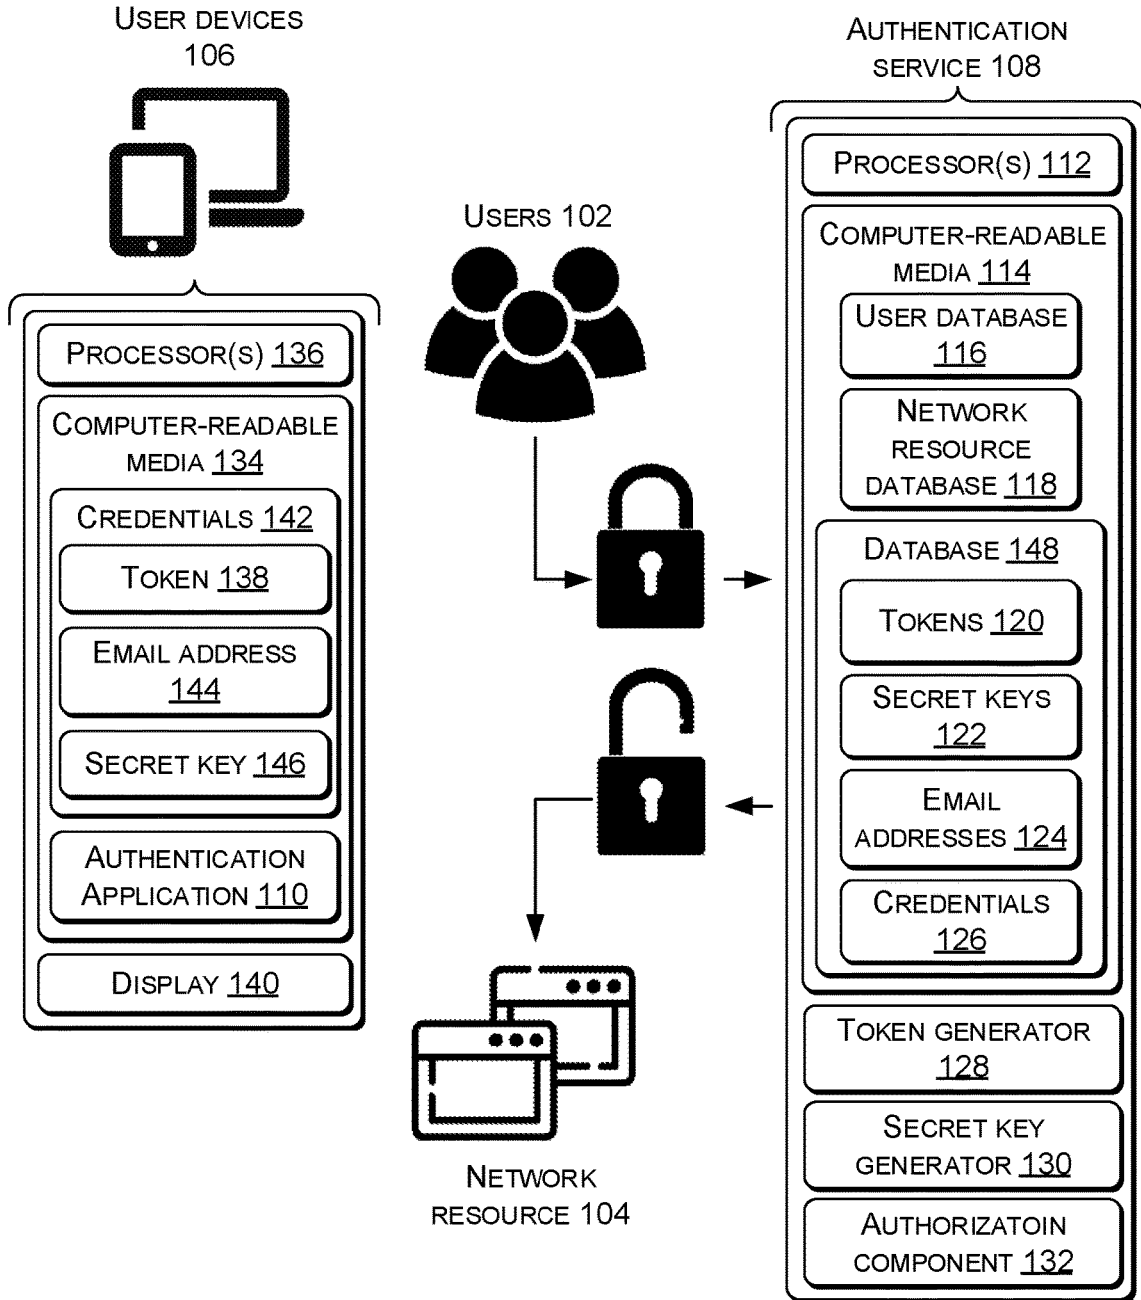 USER DEVICES
106
PROCESSOR(S) 136
COMPUTER-READABLE
MEDIA 134
CREDENTIALS 142
TOKEN 138
EMAIL ADDRESS
144
SECRET KEY 146
AUTHENTICATION
APPLICATION 110
DISPLAY 140
USERS 102
NETWORK
RESOURCE 104
AUTHENTICATION
SERVICE 108
PROCESSOR(S) 112
COMPUTER-READABLE
MEDIA 114
USER DATABASE
116
NETWORK
RESOURCE
DATABASE 118
DATABASE 148
TOKENS 120
SECRET KEYS
122
EMAIL
ADDRESSES 124
CREDENTIALS
126
TOKEN GENERATOR
128
SECRET KEY
GENERATOR 130
AUTHORIZATOIN
COMPONENT 132